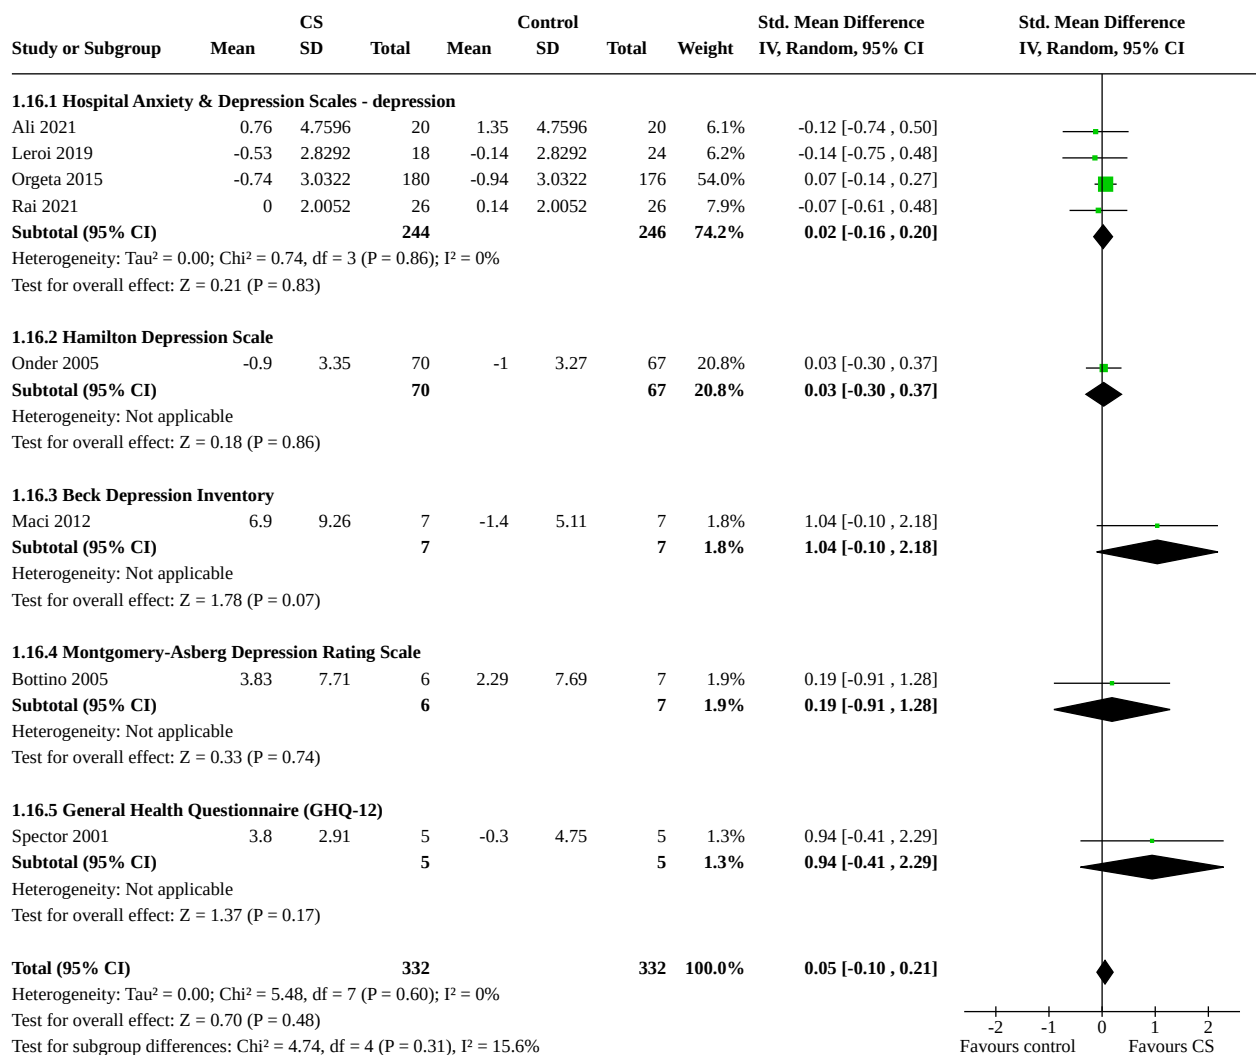 CS Control Std. Mean Difference Std. Mean Difference
Study or Subgroup Mean SD Total Mean SD Total Weight IV, Random, 95% CI IV, Random, 95% CI
1.16.1 Hospital Anxiety & Depression Scales - depression
Ali 2021 0.76 4.7596 20 1.35 4.7596 20 6.1% -0.12 [-0.74 , 0.50]
Leroi 2019 -0.53 2.8292 18 -0.14 2.8292 24 6.2% -0.14 [-0.75 , 0.48]
Orgeta 2015 -0.74 3.0322 180 -0.94 3.0322 176 54.0% 0.07 [-0.14 , 0.27]
Rai 2021 0 2.0052 26 0.14 2.0052 26 7.9% -0.07 [-0.61 , 0.48]
Subtotal (95% CI) 244 246 74.2% 0.02 [-0.16 , 0.20]
Heterogeneity: Tau² = 0.00; Chi² = 0.74, df = 3 (P = 0.86); I² = 0%
Test for overall effect: Z = 0.21 (P = 0.83)
1.16.2 Hamilton Depression Scale
Onder 2005 -0.9 3.35 70 -1 3.27 67 20.8% 0.03 [-0.30 , 0.37]
Subtotal (95% CI) 70 67 20.8% 0.03 [-0.30 , 0.37]
Heterogeneity: Not applicable
Test for overall effect: Z = 0.18 (P = 0.86)
1.16.3 Beck Depression Inventory
Maci 2012 6.9 9.26 7 -1.4 5.11 7 1.8% 1.04 [-0.10 , 2.18]
Subtotal (95% CI) 7 7 1.8% 1.04 [-0.10 , 2.18]
Heterogeneity: Not applicable
Test for overall effect: Z = 1.78 (P = 0.07)
1.16.4 Montgomery-Asberg Depression Rating Scale
Bottino 2005 3.83 7.71 6 2.29 7.69 7 1.9% 0.19 [-0.91 , 1.28]
Subtotal (95% CI) 6 7 1.9% 0.19 [-0.91 , 1.28]
Heterogeneity: Not applicable
Test for overall effect: Z = 0.33 (P = 0.74)
1.16.5 General Health Questionnaire (GHQ-12)
Spector 2001 3.8 2.91 5 -0.3 4.75 5 1.3% 0.94 [-0.41 , 2.29]
Subtotal (95% CI) 5 5 1.3% 0.94 [-0.41 , 2.29]
Heterogeneity: Not applicable
Test for overall effect: Z = 1.37 (P = 0.17)
Total (95% CI) 332 332 100.0% 0.05 [-0.10 , 0.21]
Heterogeneity: Tau² = 0.00; Chi² = 5.48, df = 7 (P = 0.60); I² = 0%
Test for overall effect: Z = 0.70 (P = 0.48) -2 -1 0 1 2
Test for subgroup differences: Chi² = 4.74, df = 4 (P = 0.31), I² = 15.6% Favours control Favours CS